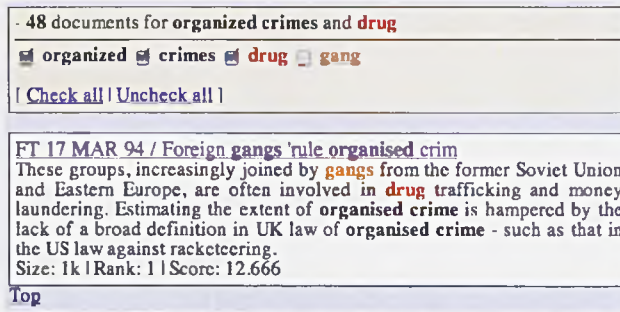 - 48 documents for organized crimes and drug
organized crimes drug gang
[ Check all | Uncheck all ]
FT 17 MAR 94 / Foreign gangs 'rule organised crim
These groups, increasingly joined by gangs from the former Soviet Union
and Eastern Europe, are often involved in drug trafficking and money
laundering. Estimating the extent of organised crime is hampered by the
lack of a broad definition in UK law of organised crime - such as that in
the US law against racketeering.
Size: 1k | Rank: 1 | Score: 12.666
Top